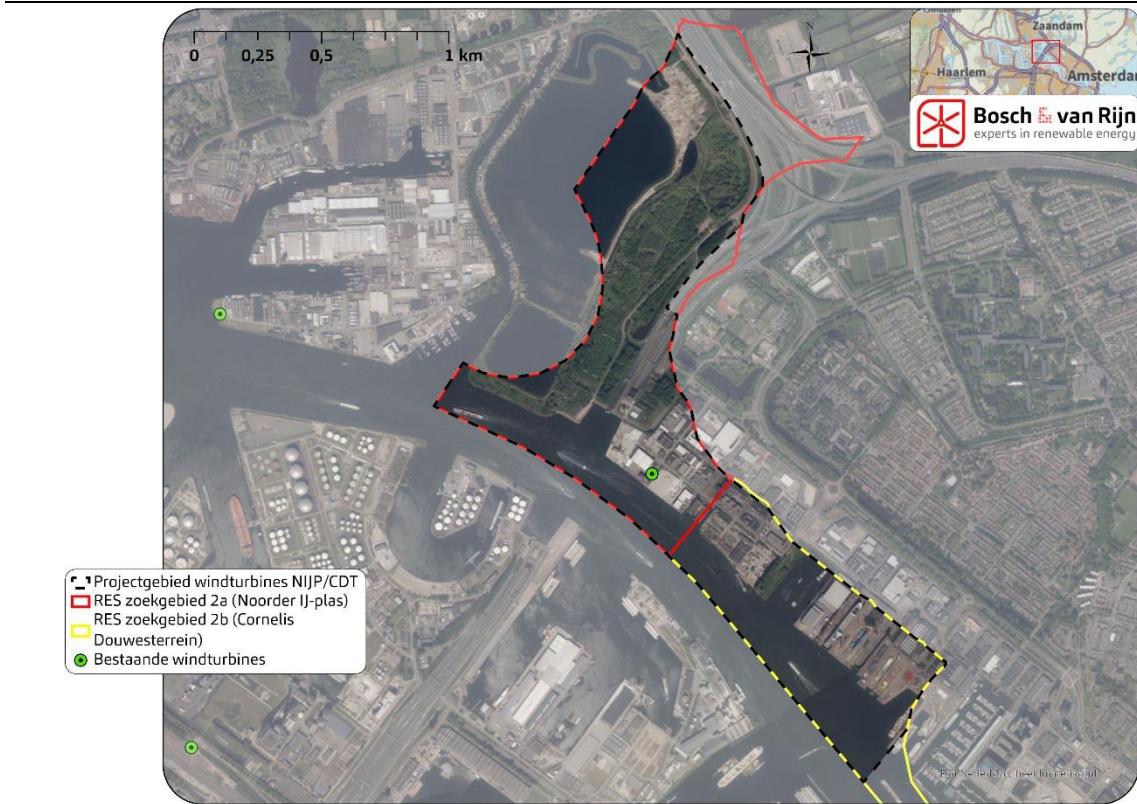 0 0,25 0,5 1 km
N
Zaandam
Haarlem
Amsterdam
Bosch & van Rijn
experts in renewable energy
Projectgebied windturbines NIJP/CDT
RES zoekgebied 2a (Noorder IJ-plas)
RES zoekgebied 2b (Cornelis
Douwesterrein)
Bestaande windturbines